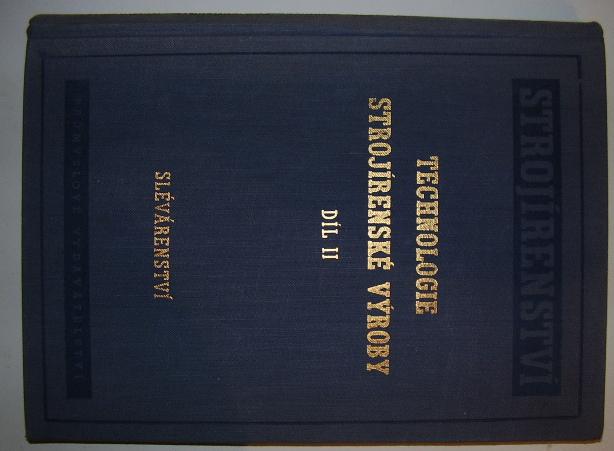 STROJÍRENSTVÍ
TECHNOLOGIE
STROJÍRENSKÉ VÝROBY
DÍL II
SLÉVÁRENSTVÍ